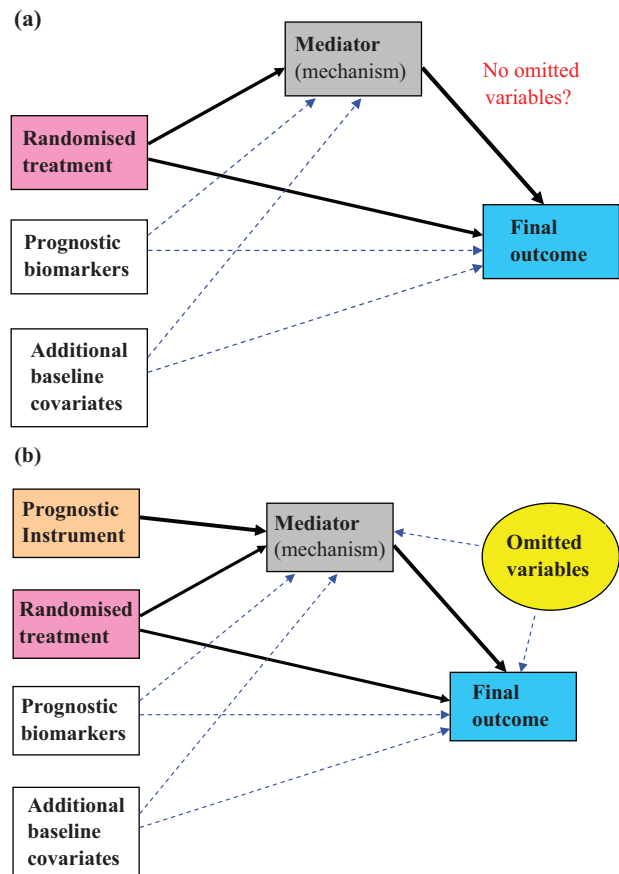 (a)
Mediator
(mechanism)
No omitted
variables?
Randomised
treatment
Prognostic
biomarkers
Final
outcome
Additional
baseline
covariates
(b)
Prognostic
Instrument
Mediator
(mechanism)
Omitted
variables
Randomised
treatment
Prognostic
biomarkers
Final
outcome
Additional
baseline
covariates